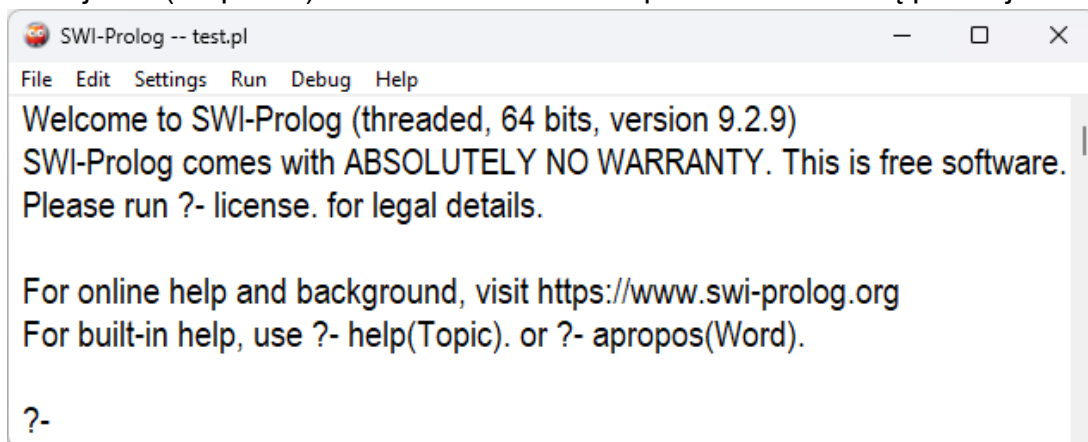 SWI-Prolog -- test.pl
File Edit Settings Run Debug Help
Welcome to SWI-Prolog (threaded, 64 bits, version 9.2.9)
SWI-Prolog comes with ABSOLUTELY NO WARRANTY. This is free software.
Please run ?- license. for legal details.
For online help and background, visit https://www.swi-prolog.org
For built-in help, use ?- help(Topic). or ?- apropos(Word).
?-